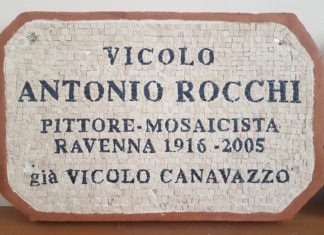 VICOLO
ANTONIO ROCCHI
PITTORE-MOSAICISTA
RAVENNA 1916 -2005
già VICOLO CANAVAZZO